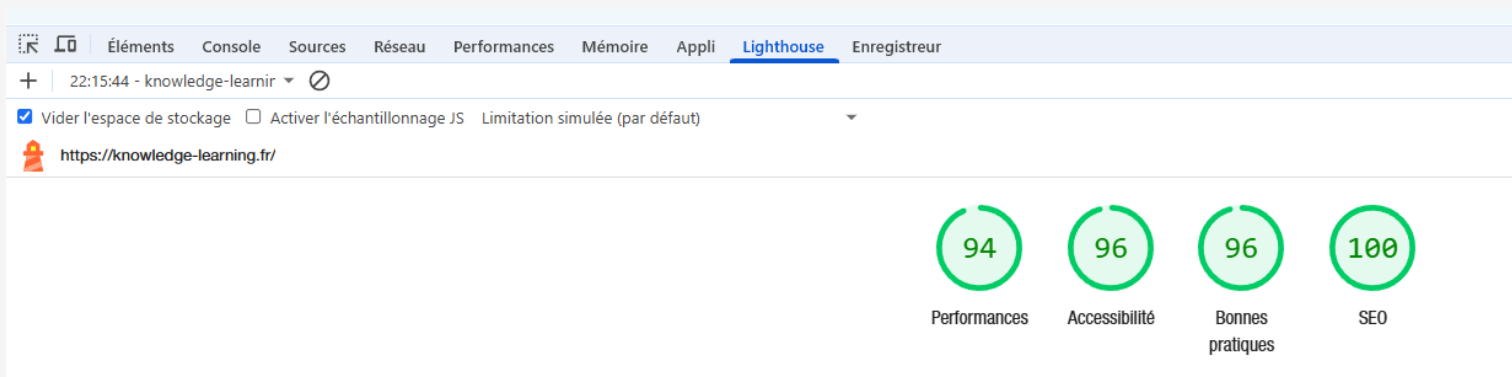 Éléments Console Sources Réseau Performances Mémoire Appli Lighthouse Enregistreur
22:15:44 - knowledge-learnir
Vider l'espace de stockage Activer l'échantillonnage JS Limitation simulée (par défaut)
https://knowledge-learning.fr/
94 96 96 100
Performances Accessibilité Bonnes pratiques SEO